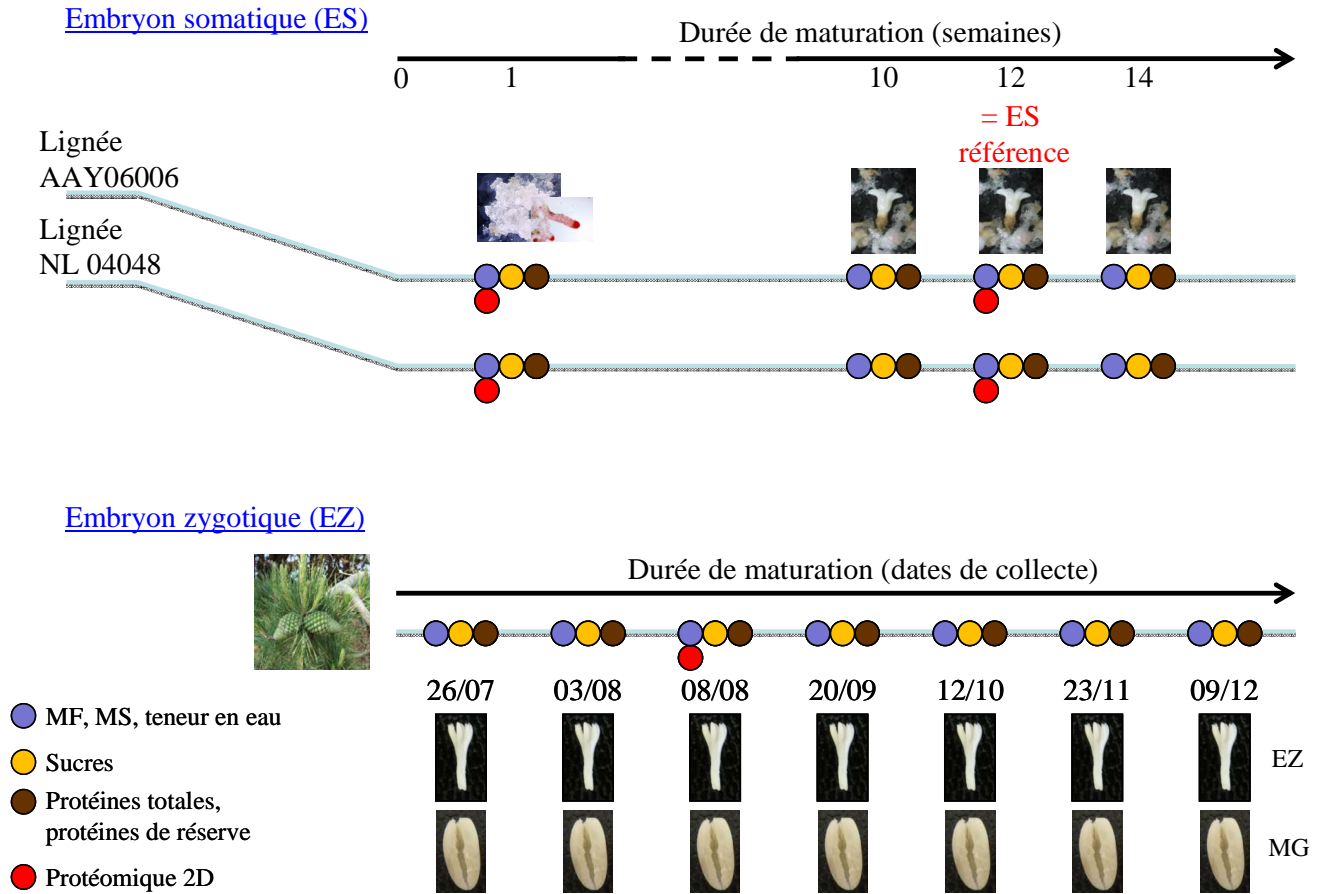 Embryon somatique (ES)
Durée de maturation (semaines)
0 1 10 12 14
= ES
référence
Lignée
AAY06006
Lignée
NL 04048
Embryon zygotique (EZ)
Durée de maturation (dates de collecte)
26/07 03/08 08/08 20/09 12/10 23/11 09/12
MF, MS, teneur en eau
Sucres
Protéines totales,
protéines de réserve
Protéomique 2D
EZ
MG